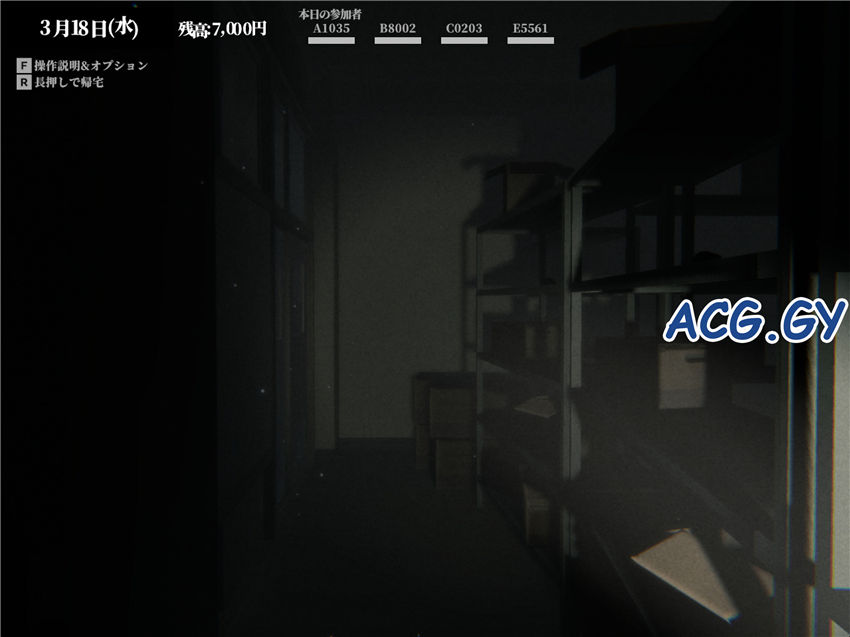 3月18日(水)
残高:7,000円
本日の参加者
A1035 B8002 C0203 E5561
F 操作説明&オプション
R 長押しで帰宅
ACG.GY